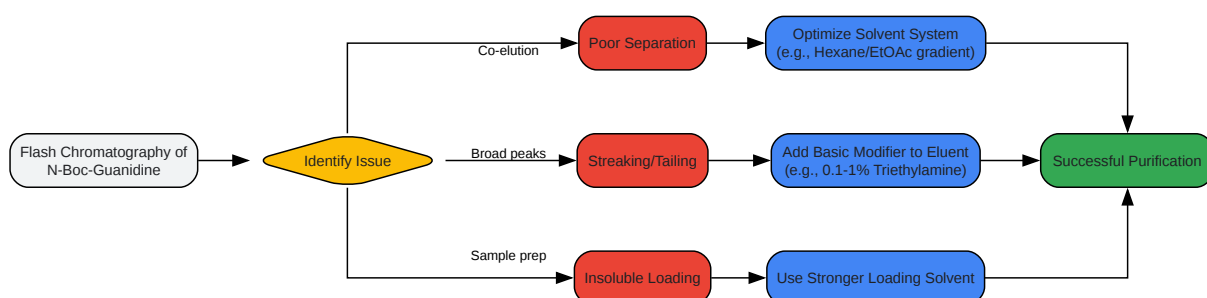 Flash Chromatography of
N-Boc-Guanidine
Identify Issue
Co-elution
Poor Separation
Optimize Solvent System
(e.g., Hexane/EtOAc gradient)
Broad peaks
Streaking/Tailing
Add Basic Modifier to Eluent
(e.g., 0.1-1% Triethylamine)
Successful Purification
Sample prep
Insoluble Loading
Use Stronger Loading Solvent